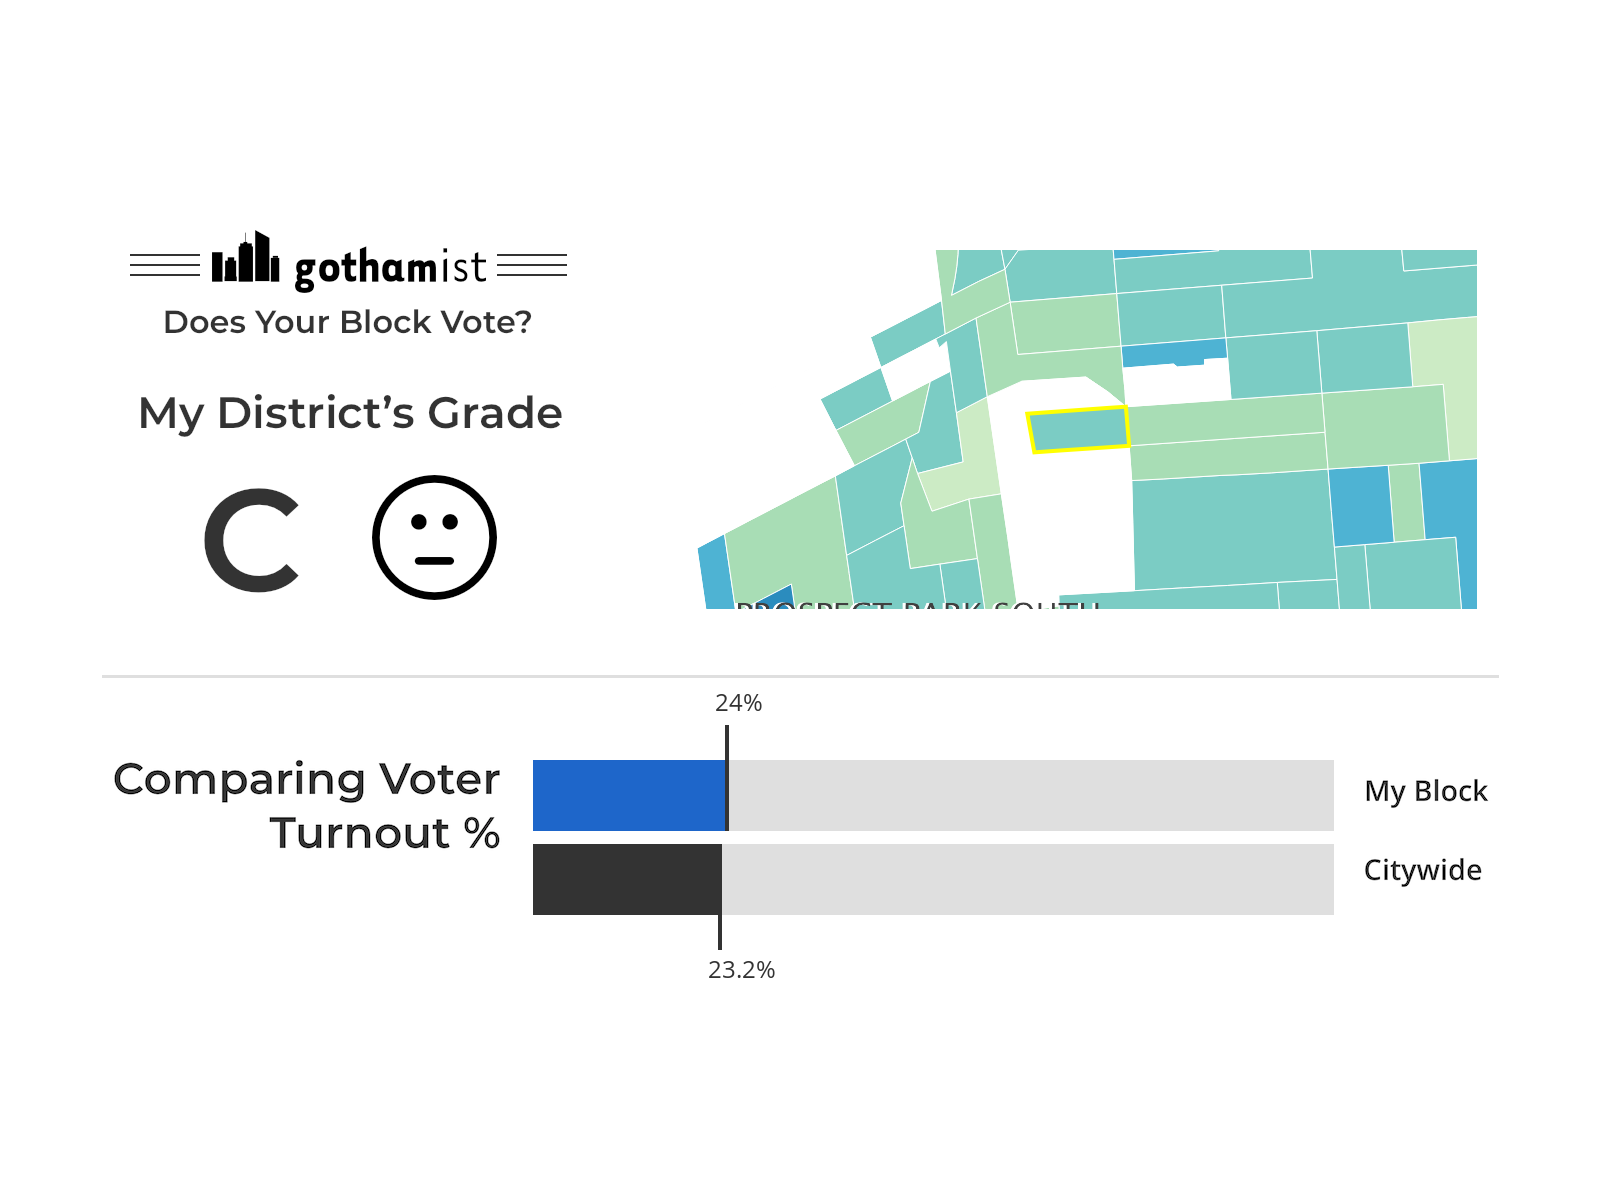 gothamist
Does Your Block Vote?
My District’s Grade
C
PROSPECT PARK SOUTH
24%
Comparing Voter
Turnout %
My Block
Citywide
23.2%